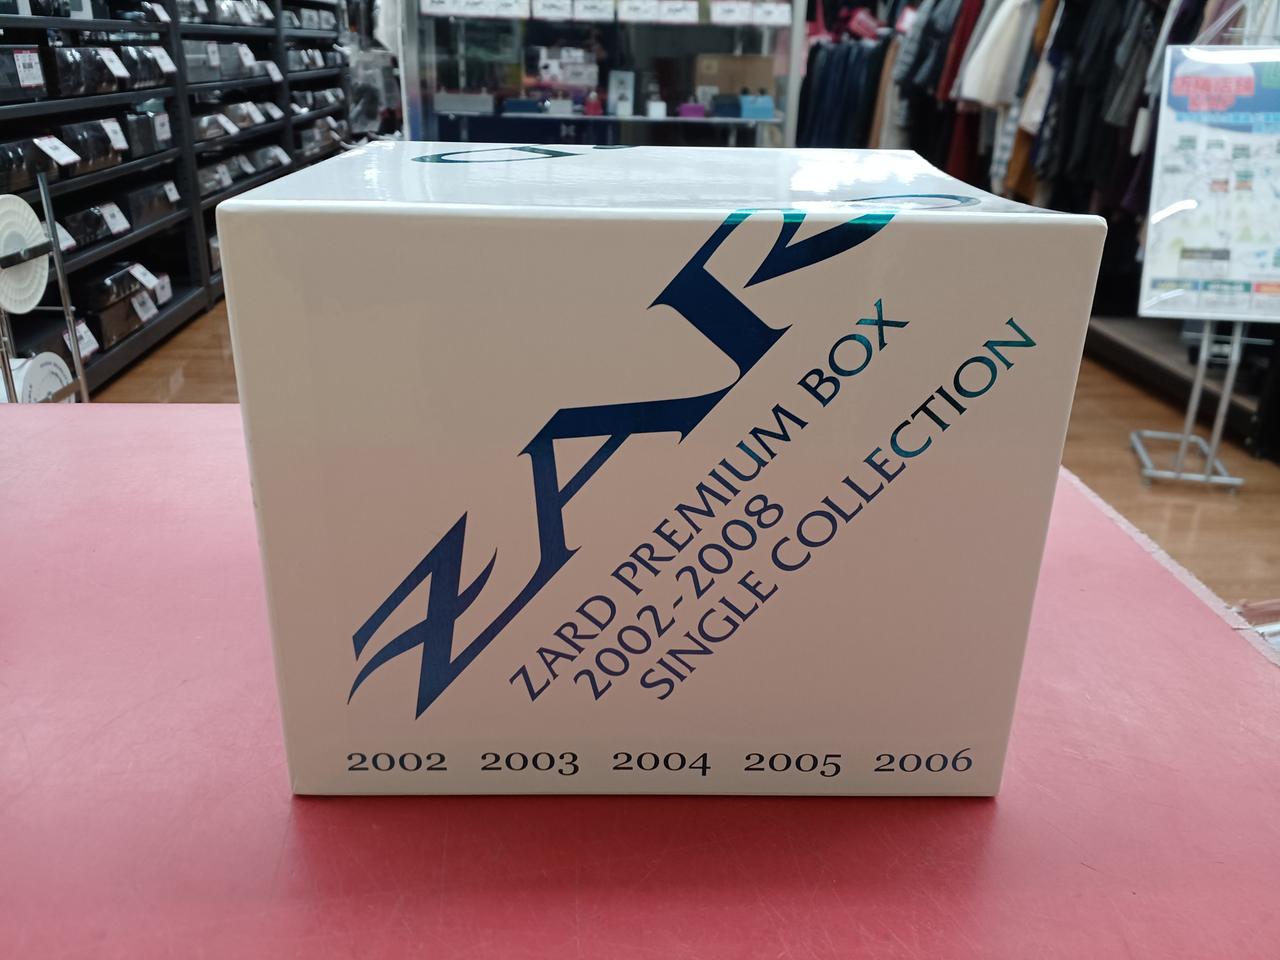 ZARD
ZARD PREMIUM BOX
2002-2008
SINGLE COLLECTION
2002 2003 2004 2005 2006